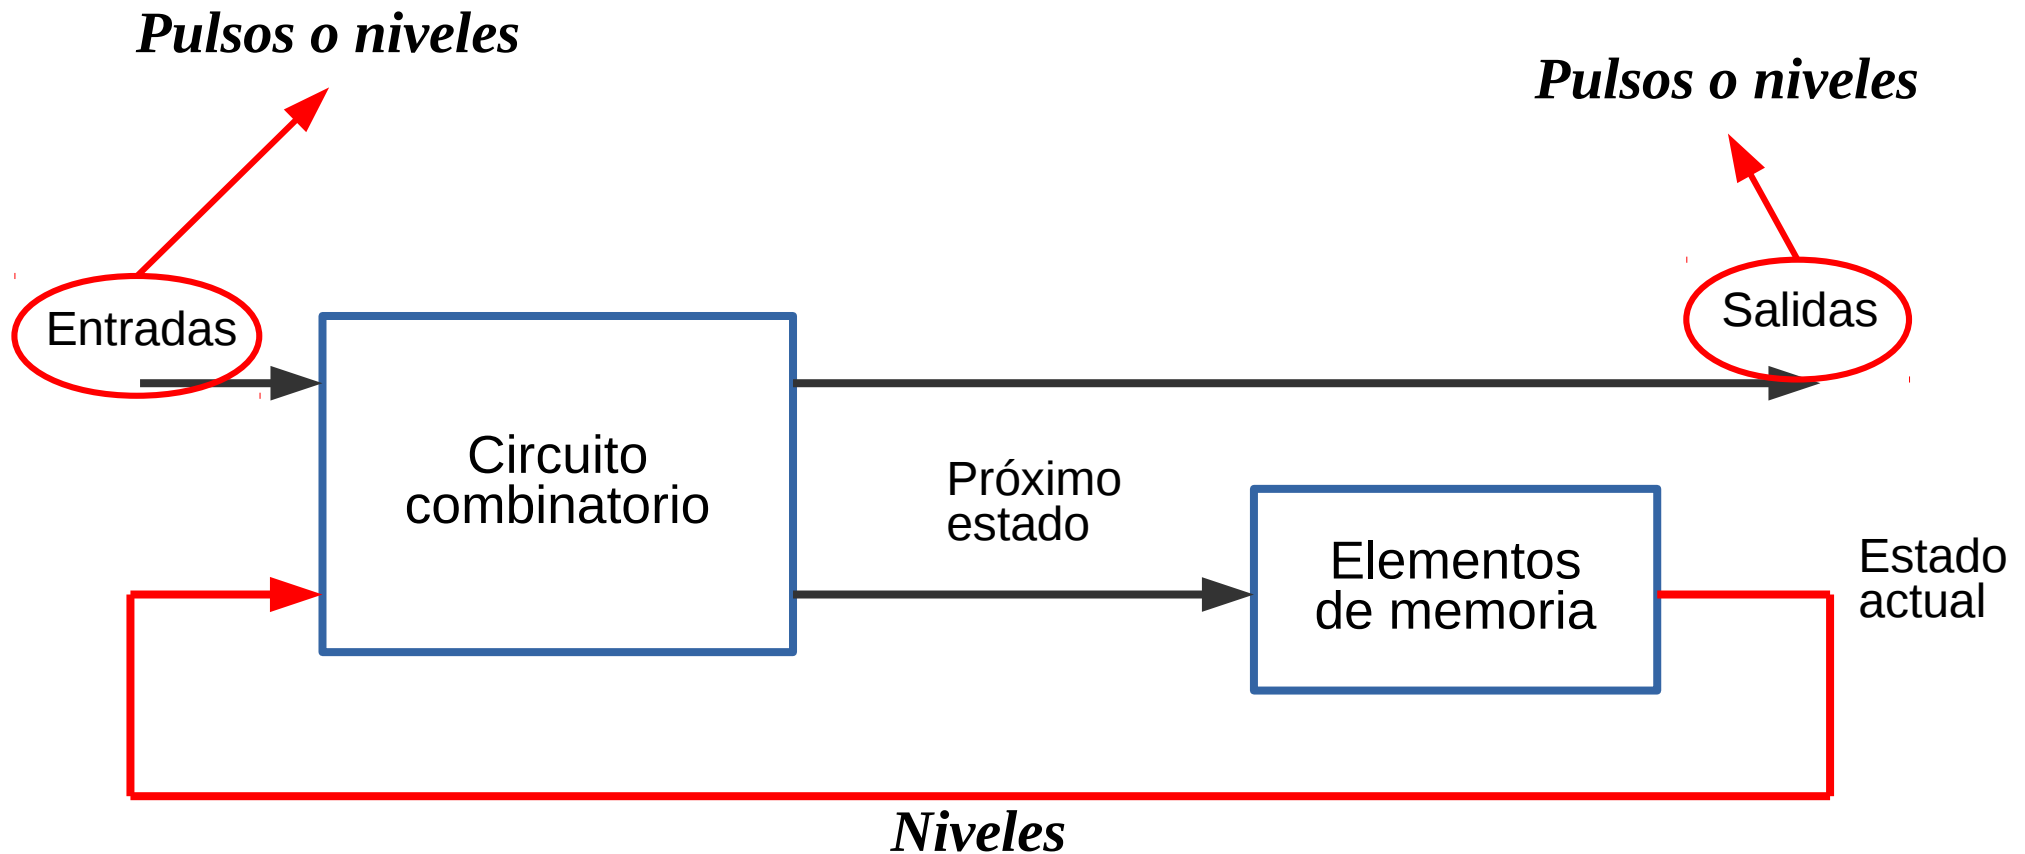 Pulsos o niveles
Pulsos o niveles
Entradas
Salidas
Circuito
combinatorio
Próximo
estado
Elementos
de memoria
Estado
actual
Niveles